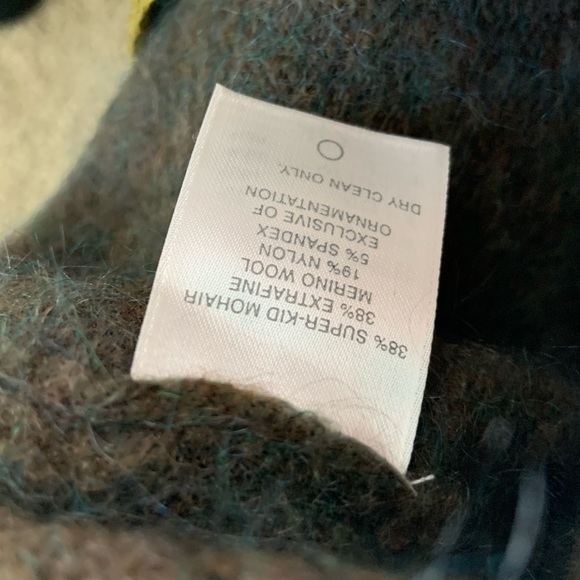 38% SUPER-KID MOHAIR
38% EXTRAFINE
MERINO WOOL
19% NYLON
5% SPANDEX
EXCLUSIVE OF
ORNAMENTATION
DRY CLEAN ONLY.